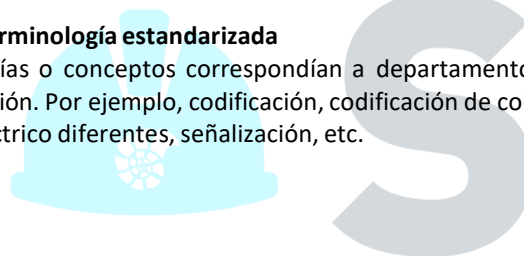 rminología estandarizada
ías o conceptos correspondían a departamento
ión. Por ejemplo, codificación, codificación de co
ctrico diferentes, señalización, etc.
S